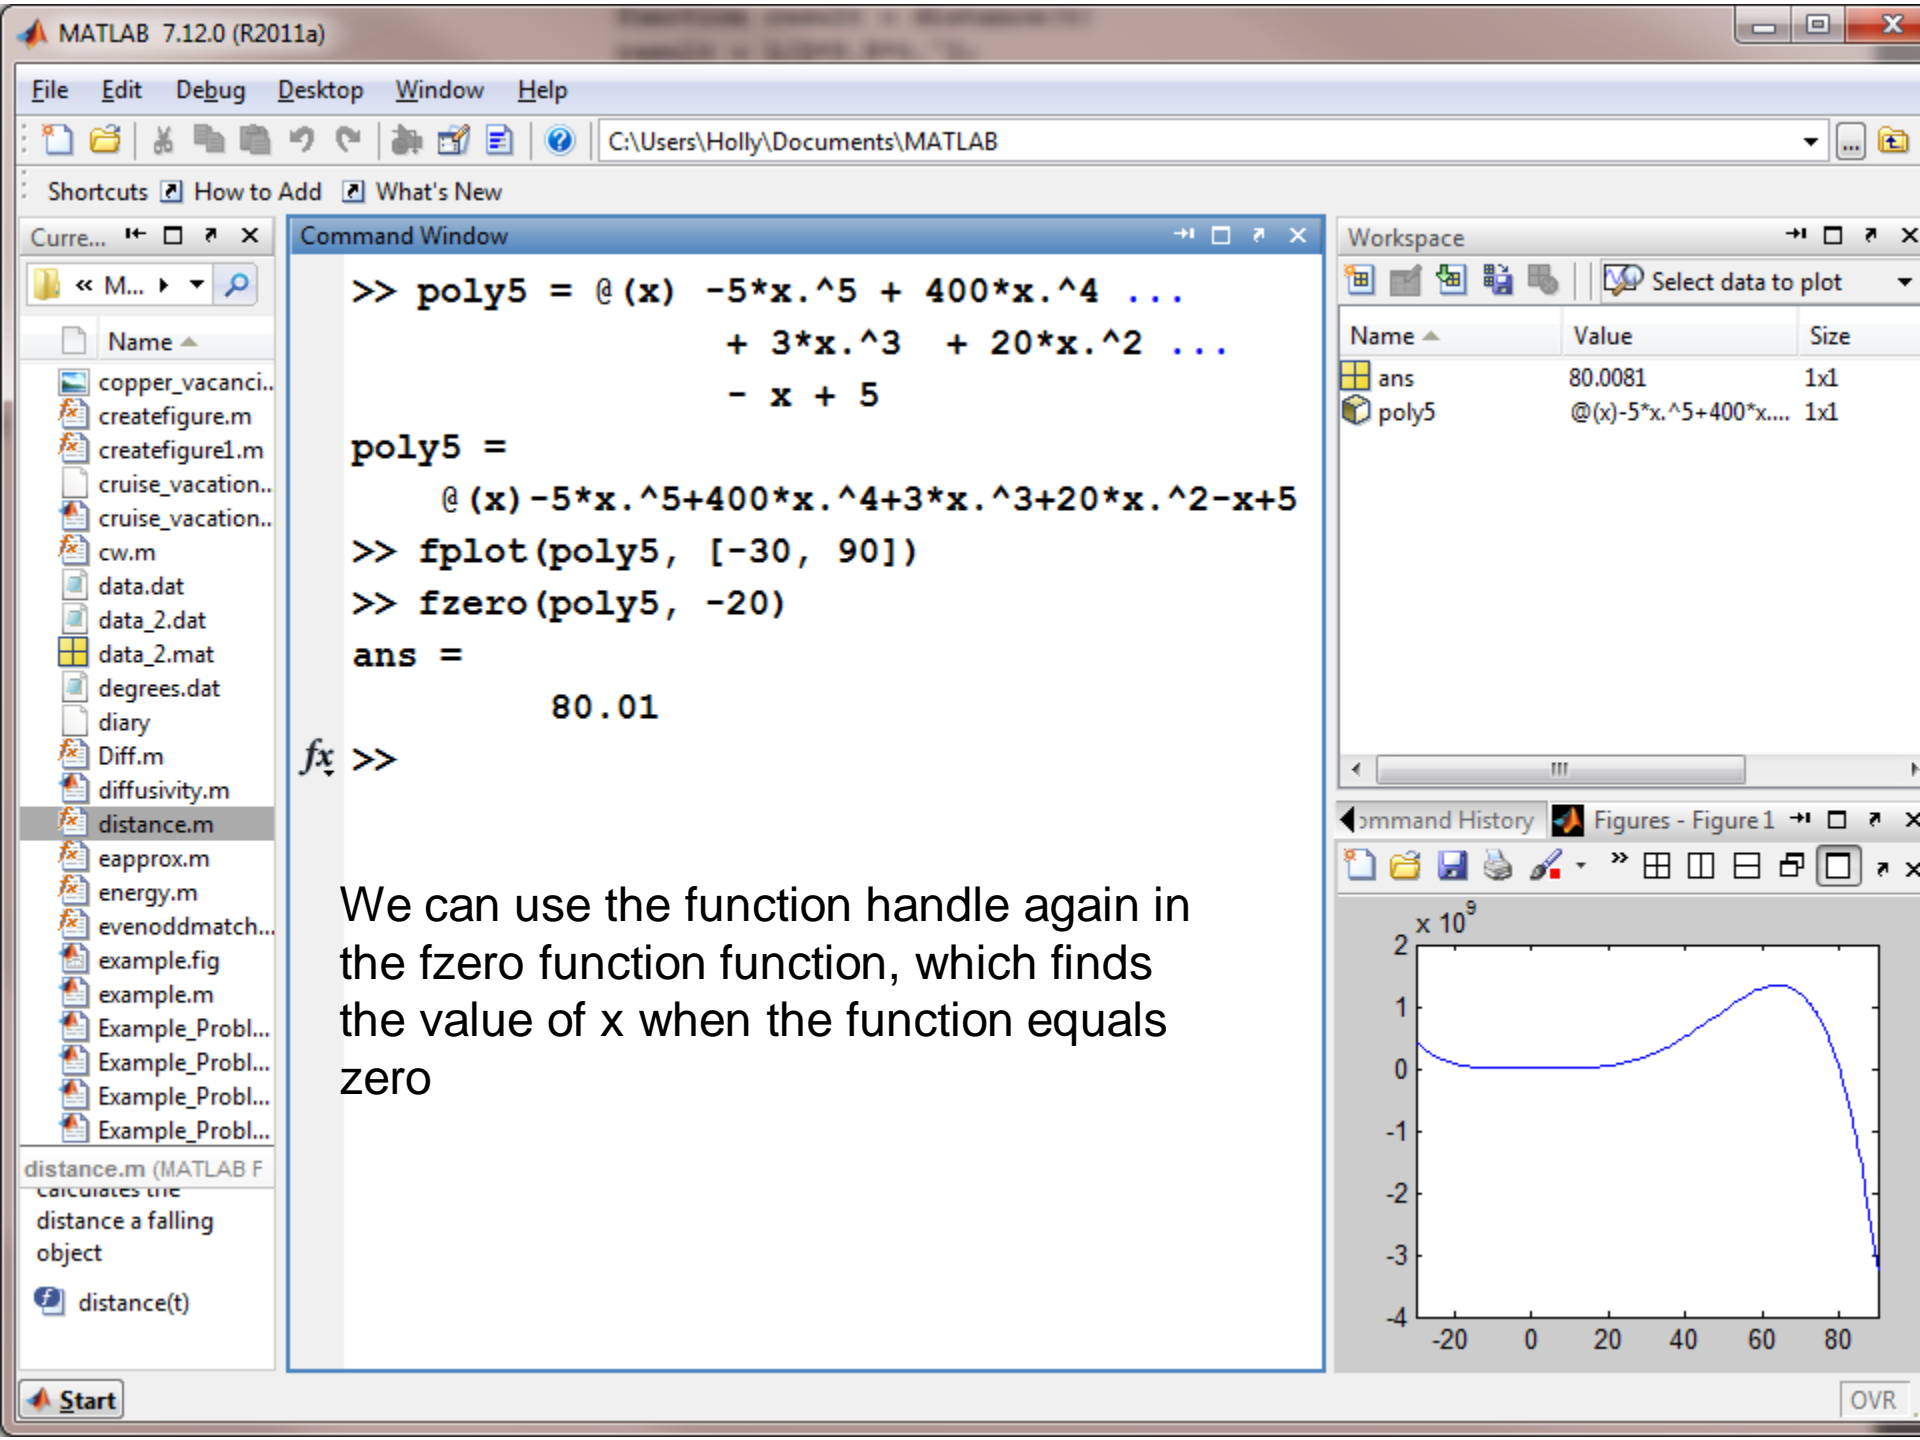 MATLAB 7.12.0 (R2011a)
File Edit Debug Desktop Window Help
C:\Users\Holly\Documents\MATLAB
Shortcuts How to Add What's New
Curre...
« M...
Name
copper_vacanci..
createfigure.m
createfigure1.m
cruise_vacation..
cruise_vacation..
cw.m
data.dat
data_2.dat
data_2.mat
degrees.dat
diary
Diff.m
diffusivity.m
distance.m
eapprox.m
energy.m
evenoddmatch...
example.fig
example.m
Example_Probl...
Example_Probl...
Example_Probl...
Example_Probl...
distance.m (MATLAB F
calculates the
distance a falling
object
distance(t)
Command Window
>> poly5 = @(x) -5*x.^5 + 400*x.^4 ...
+ 3*x.^3 + 20*x.^2 ...
- x + 5
poly5 =
@(x)-5*x.^5+400*x.^4+3*x.^3+20*x.^2-x+5
>> fplot(poly5, [-30, 90])
>> fzero(poly5, -20)
ans =
80.01
fx >>
We can use the function handle again in
the fzero function function, which finds
the value of x when the function equals
zero
Workspace
Select data to plot
Name Value Size
ans 80.0081 1x1
poly5 @(x)-5*x.^5+400*x.... 1x1
ommand History Figures - Figure 1
x 10^9
2
1
0
-1
-2
-3
-4
-20 0 20 40 60 80
Start
OVR